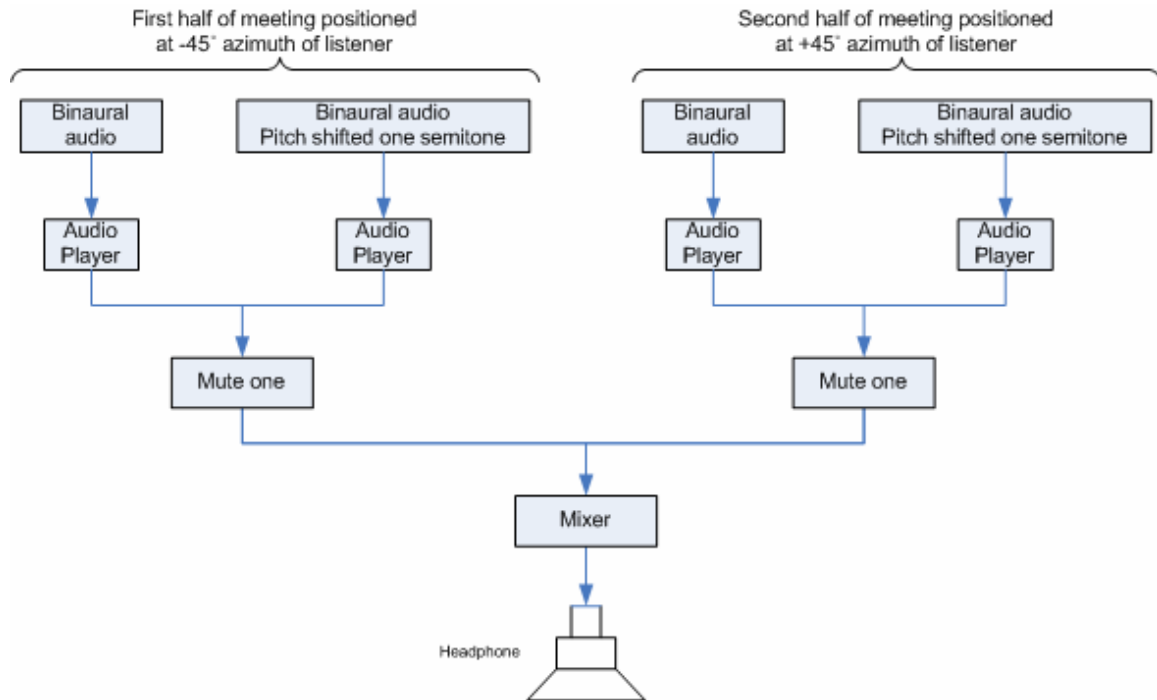 First half of meeting positioned
at -45˚ azimuth of listener
Second half of meeting positioned
at +45˚ azimuth of listener
Binaural
audio
Binaural audio
Pitch shifted one semitone
Binaural
audio
Binaural audio
Pitch shifted one semitone
Audio
Player
Audio
Player
Audio
Player
Audio
Player
Mute one
Mute one
Mixer
Headphone